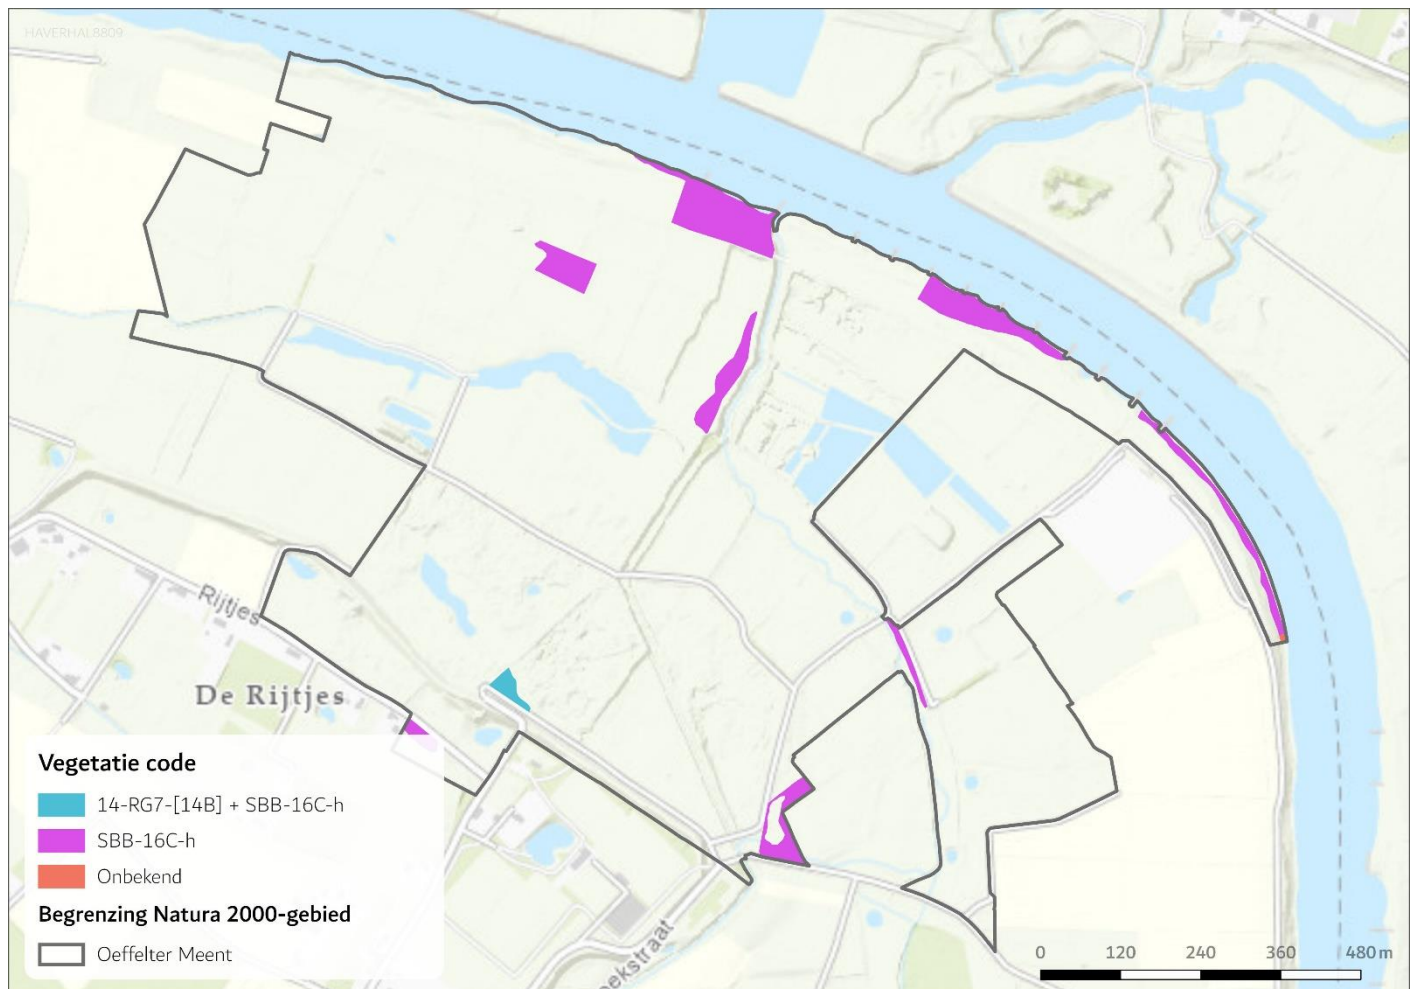 HAVERHAL8809
Rijtjes
De Rijtjes
Vegetatie code
14-RG7-[14B] + SBB-16C-h
SBB-16C-h
Onbekend
Begrenzing Natura 2000-gebied
Oeffelter Meent
eekstraat
0 120 240 360 480 m